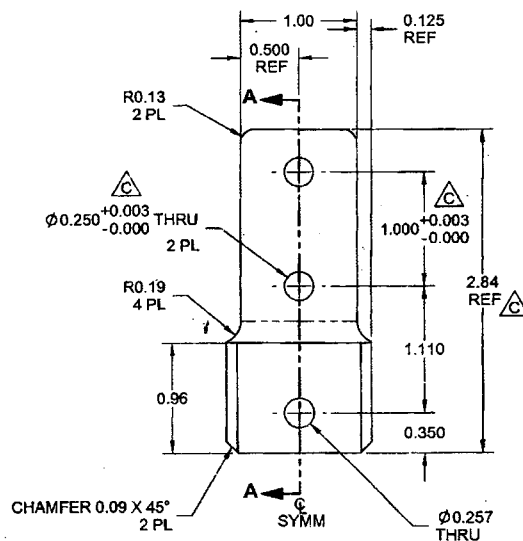 1.00
0.125
REF
0.500
REF
A
R0.13
2 PL
C
Ø0.250 +0.003 -0.000 THRU
2 PL
C
1.000 +0.003 -0.000
2.84
REF C
R0.19
4 PL
1.110
0.96
0.350
A
CHAMFER 0.09 X 45°
2 PL
℄
SYMM
Ø0.257
THRU